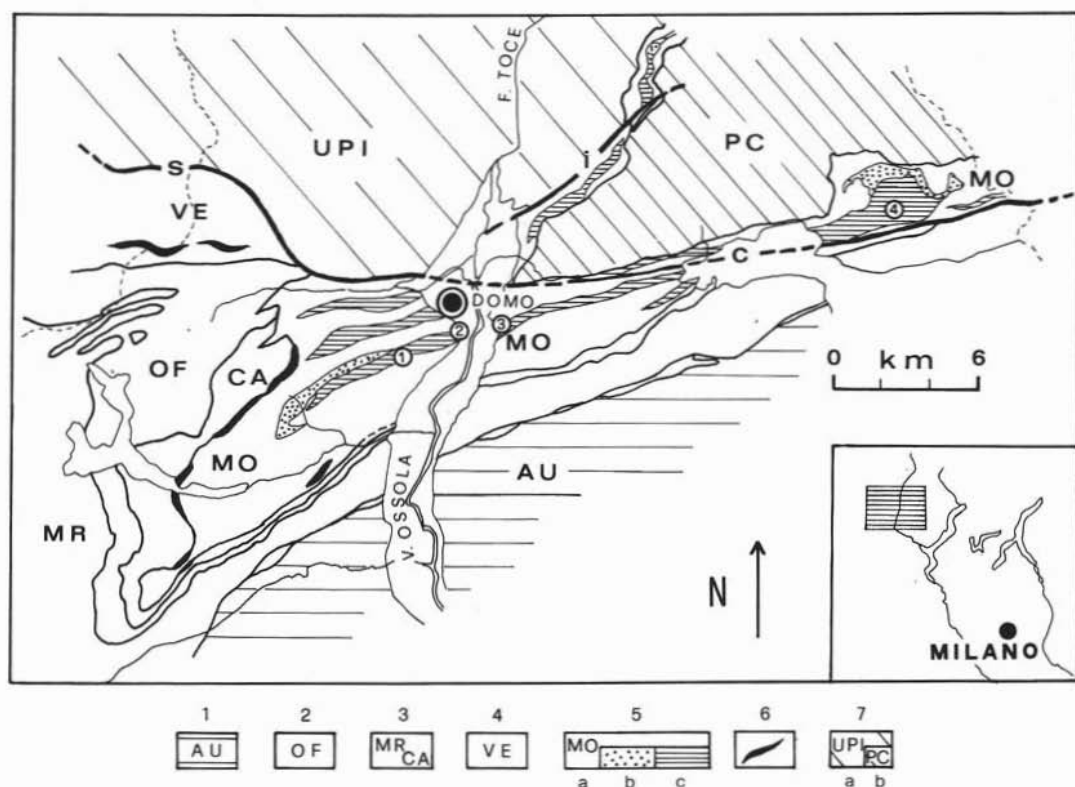 F. TOCE
UPI
PC
i
S
VE
MO
4
C
DOMO
2
3
MO
1
OF
CA
0 km 6
MO
AU
MR
V. OSSOLA
N
MILANO
1 2 3 4 5 6 7
AU OF MR CA VE MO UPI PC
a b c a b